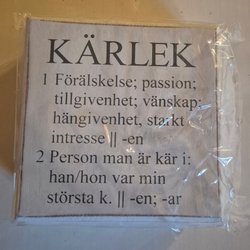 KÄRLEK
1 Förälskelse; passion;
tillgivenhet; vänskap;
hängivenhet, starkt
intresse || -en
2 Person man är kär i:
han/hon var min
största k. || -en; -ar